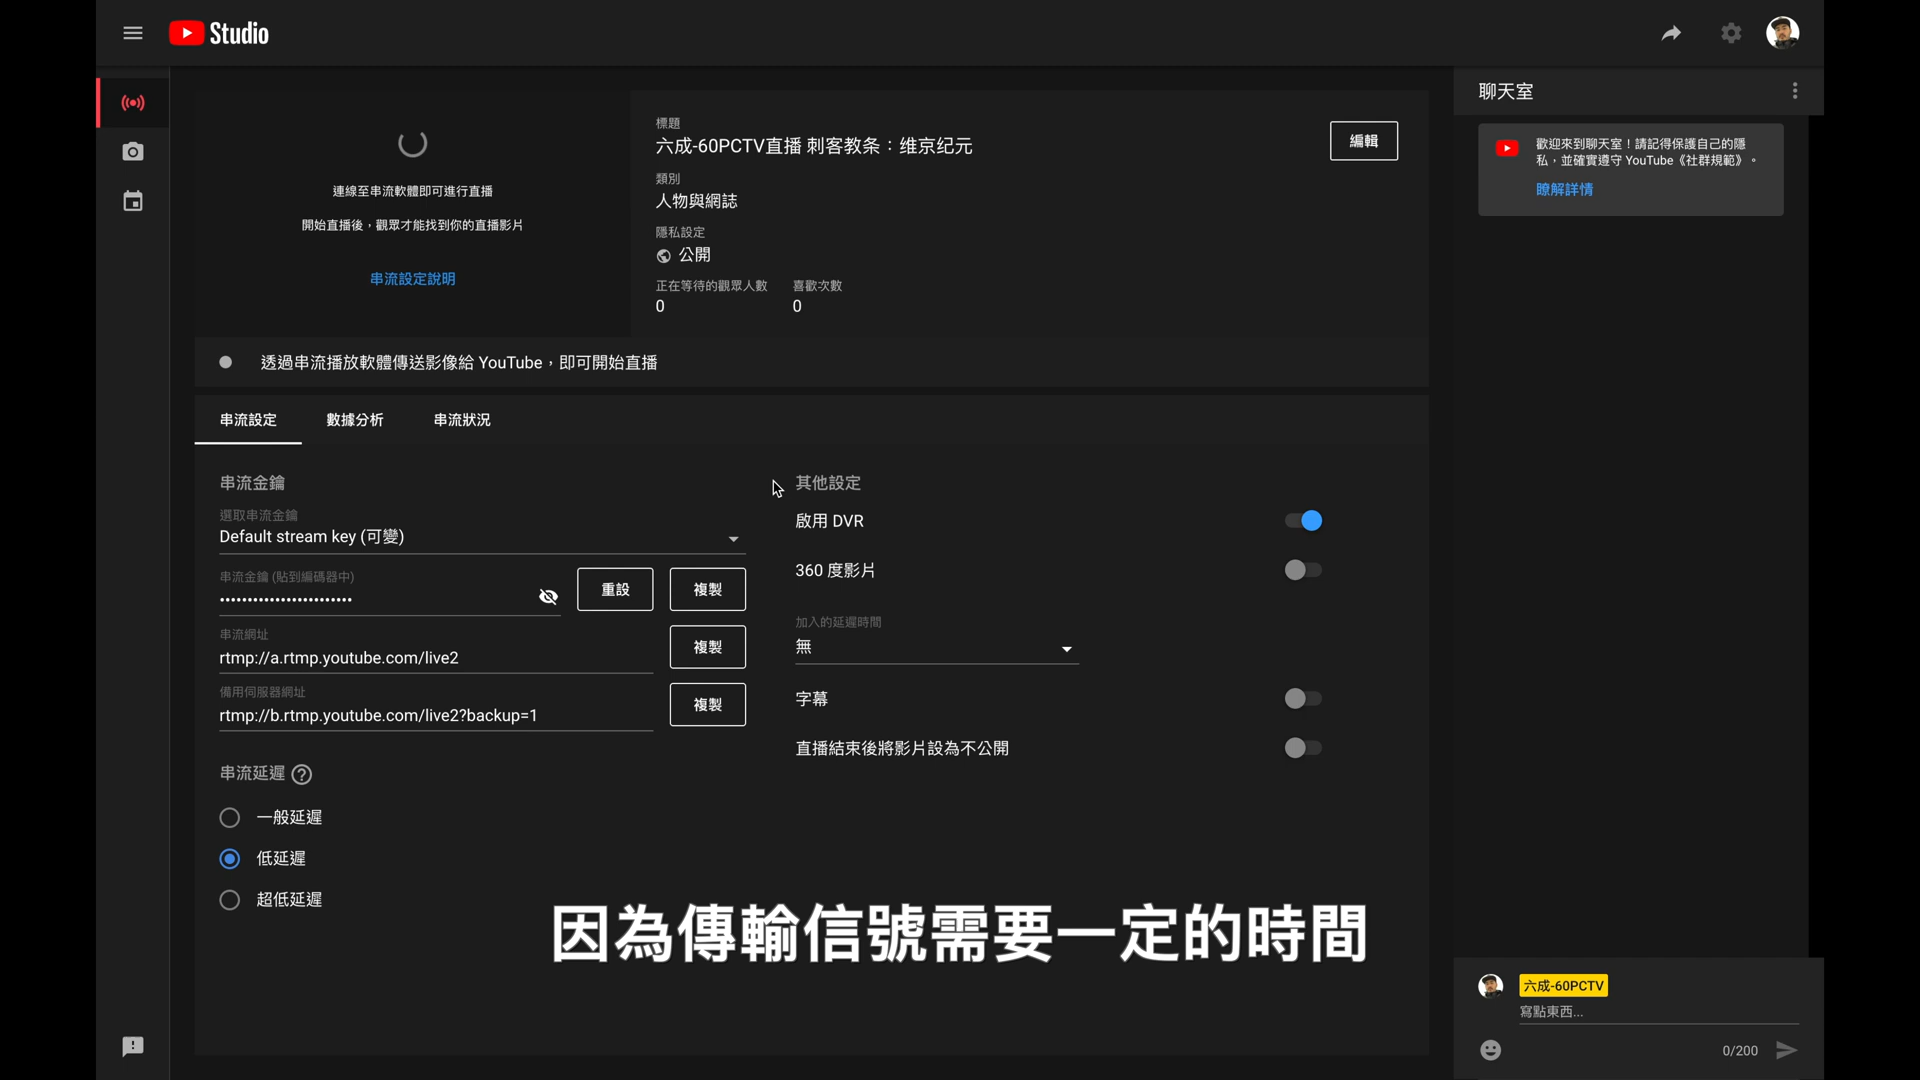 Studio
連線至串流軟體即可進行直播
開始直播後，觀眾才能找到你的直播影片
串流設定說明
標題
六成-60PCTV直播 刺客教条：维京纪元
編輯
類別
人物與網誌
隱私設定
公開
正在等待的觀眾人數 喜歡次數
0 0
透過串流播放軟體傳送影像給 YouTube，即可開始直播
串流設定 數據分析 串流狀況
串流金鑰
選取串流金鑰
Default stream key (可變)
串流金鑰 (貼到編碼器中)
••••••••••••••••••••••••
重設 複製
串流網址
rtmp://a.rtmp.youtube.com/live2
複製
備用伺服器網址
rtmp://b.rtmp.youtube.com/live2?backup=1
複製
串流延遲
一般延遲
低延遲
超低延遲
其他設定
啟用 DVR
360 度影片
加入的延遲時間
無
字幕
直播結束後將影片設為不公開
因為傳輸信號需要一定的時間
聊天室
歡迎來到聊天室！請記得保護自己的隱
私，並確實遵守 YouTube《社群規範》。
瞭解詳情
六成-60PCTV
寫點東西...
0/200